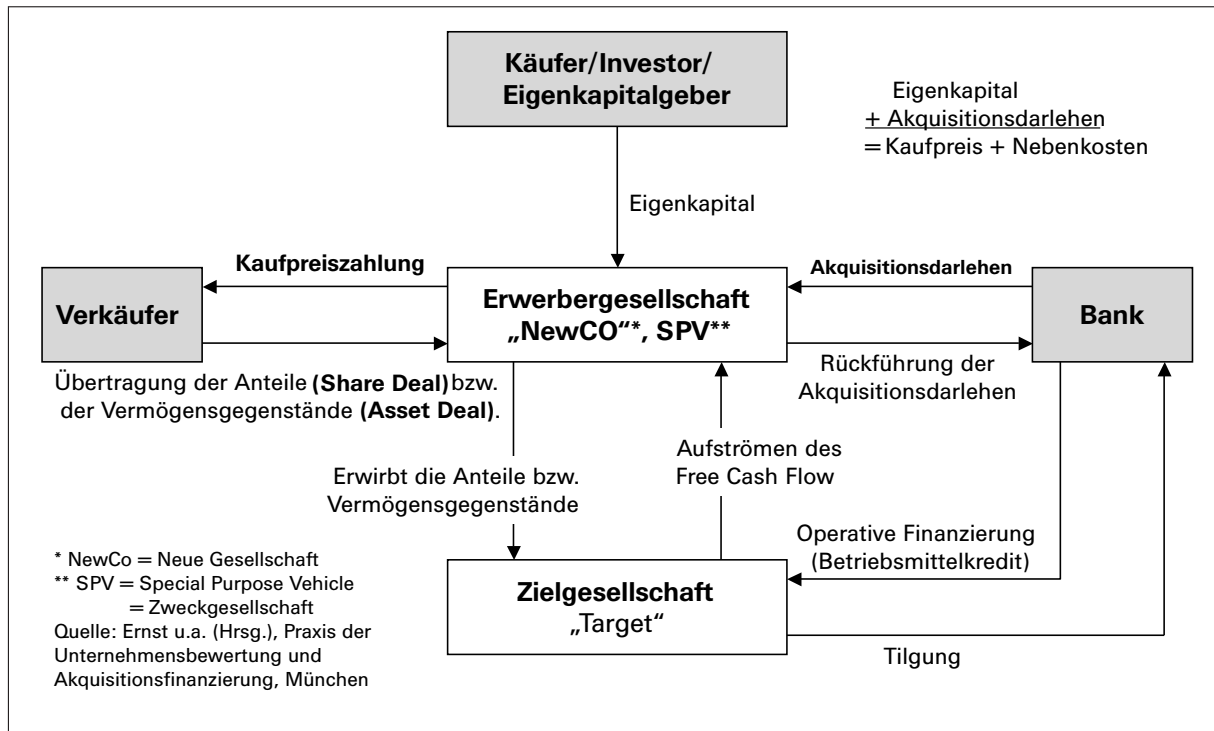 Käufer/Investor/
Eigenkapitalgeber
Eigenkapital
+ Akquisitionsdarlehen
= Kaufpreis + Nebenkosten
Eigenkapital
Kaufpreiszahlung
Akquisitionsdarlehen
Verkäufer
Erwerbergesellschaft
„NewCO“*, SPV**
Bank
Übertragung der Anteile (Share Deal) bzw.
der Vermögensgegenstände (Asset Deal).
Rückführung der
Akquisitionsdarlehen
Erwirbt die Anteile bzw.
Vermögensgegenstände
Aufströmen des
Free Cash Flow
Operative Finanzierung
(Betriebsmittelkredit)
Zielgesellschaft
„Target“
Tilgung
* NewCo = Neue Gesellschaft
** SPV = Special Purpose Vehicle
= Zweckgesellschaft
Quelle: Ernst u.a. (Hrsg.), Praxis der
Unternehmensbewertung und
Akquisitionsfinanzierung, München